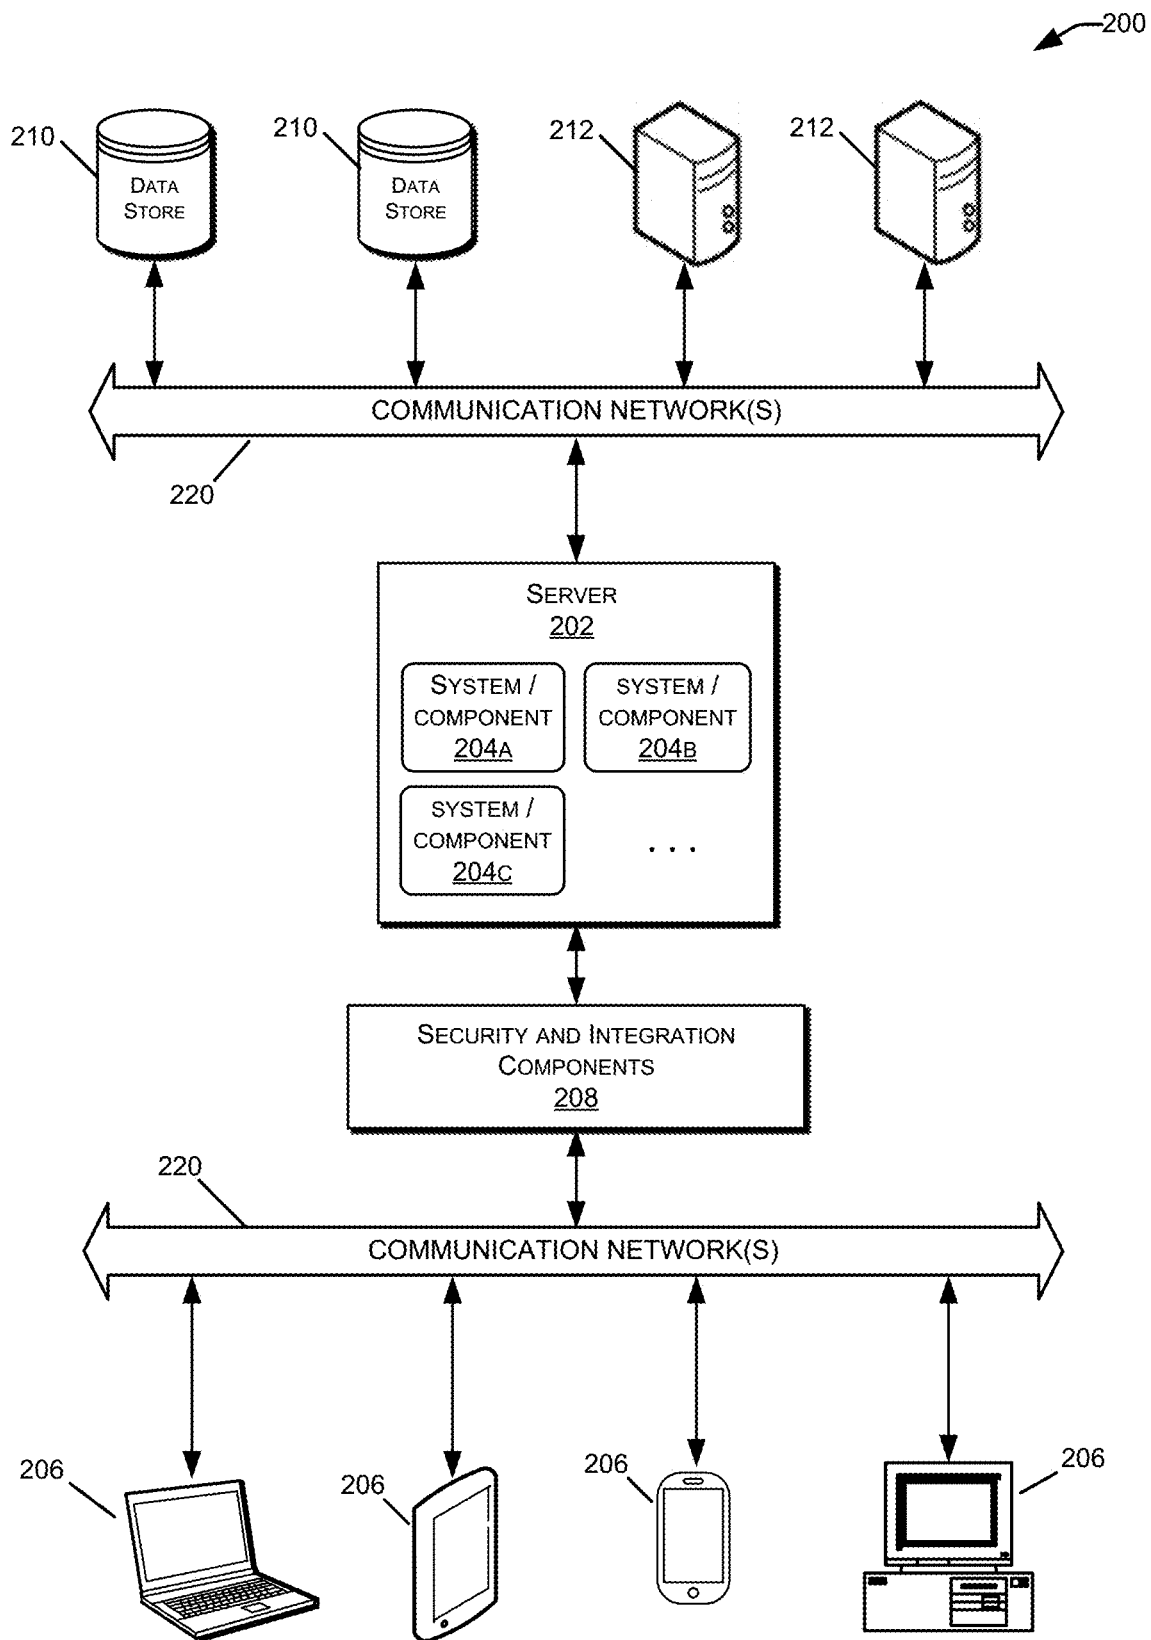 200
210
DATA
STORE
210
DATA
STORE
212
212
COMMUNICATION NETWORK(S)
220
SERVER
202
SYSTEM /
COMPONENT
204A
SYSTEM /
COMPONENT
204B
SYSTEM /
COMPONENT
204C
. . .
SECURITY AND INTEGRATION
COMPONENTS
208
220
COMMUNICATION NETWORK(S)
206
206
206
206